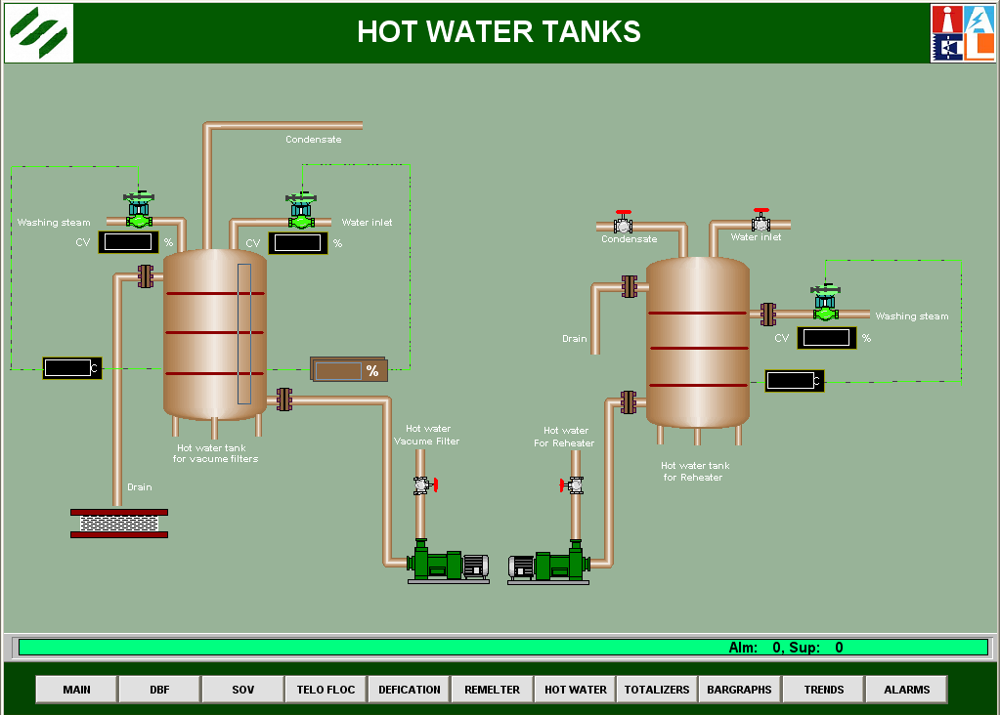 HOT WATER TANKS
Condensate
Washing steam
Water inlet
CV
%
CV
%
Condensate
Water inlet
Washing steam
CV
%
Drain
C
%
C
Hot water
Vacume Filter
Hot water
For Reheater
Hot water tank
for vacume filters
Hot water tank
for Reheater
Drain
Alm: 0, Sup: 0
MAIN
DBF
SOV
TELO FLOC
DEFICATION
REMELTER
HOT WATER
TOTALIZERS
BARGRAPHS
TRENDS
ALARMS